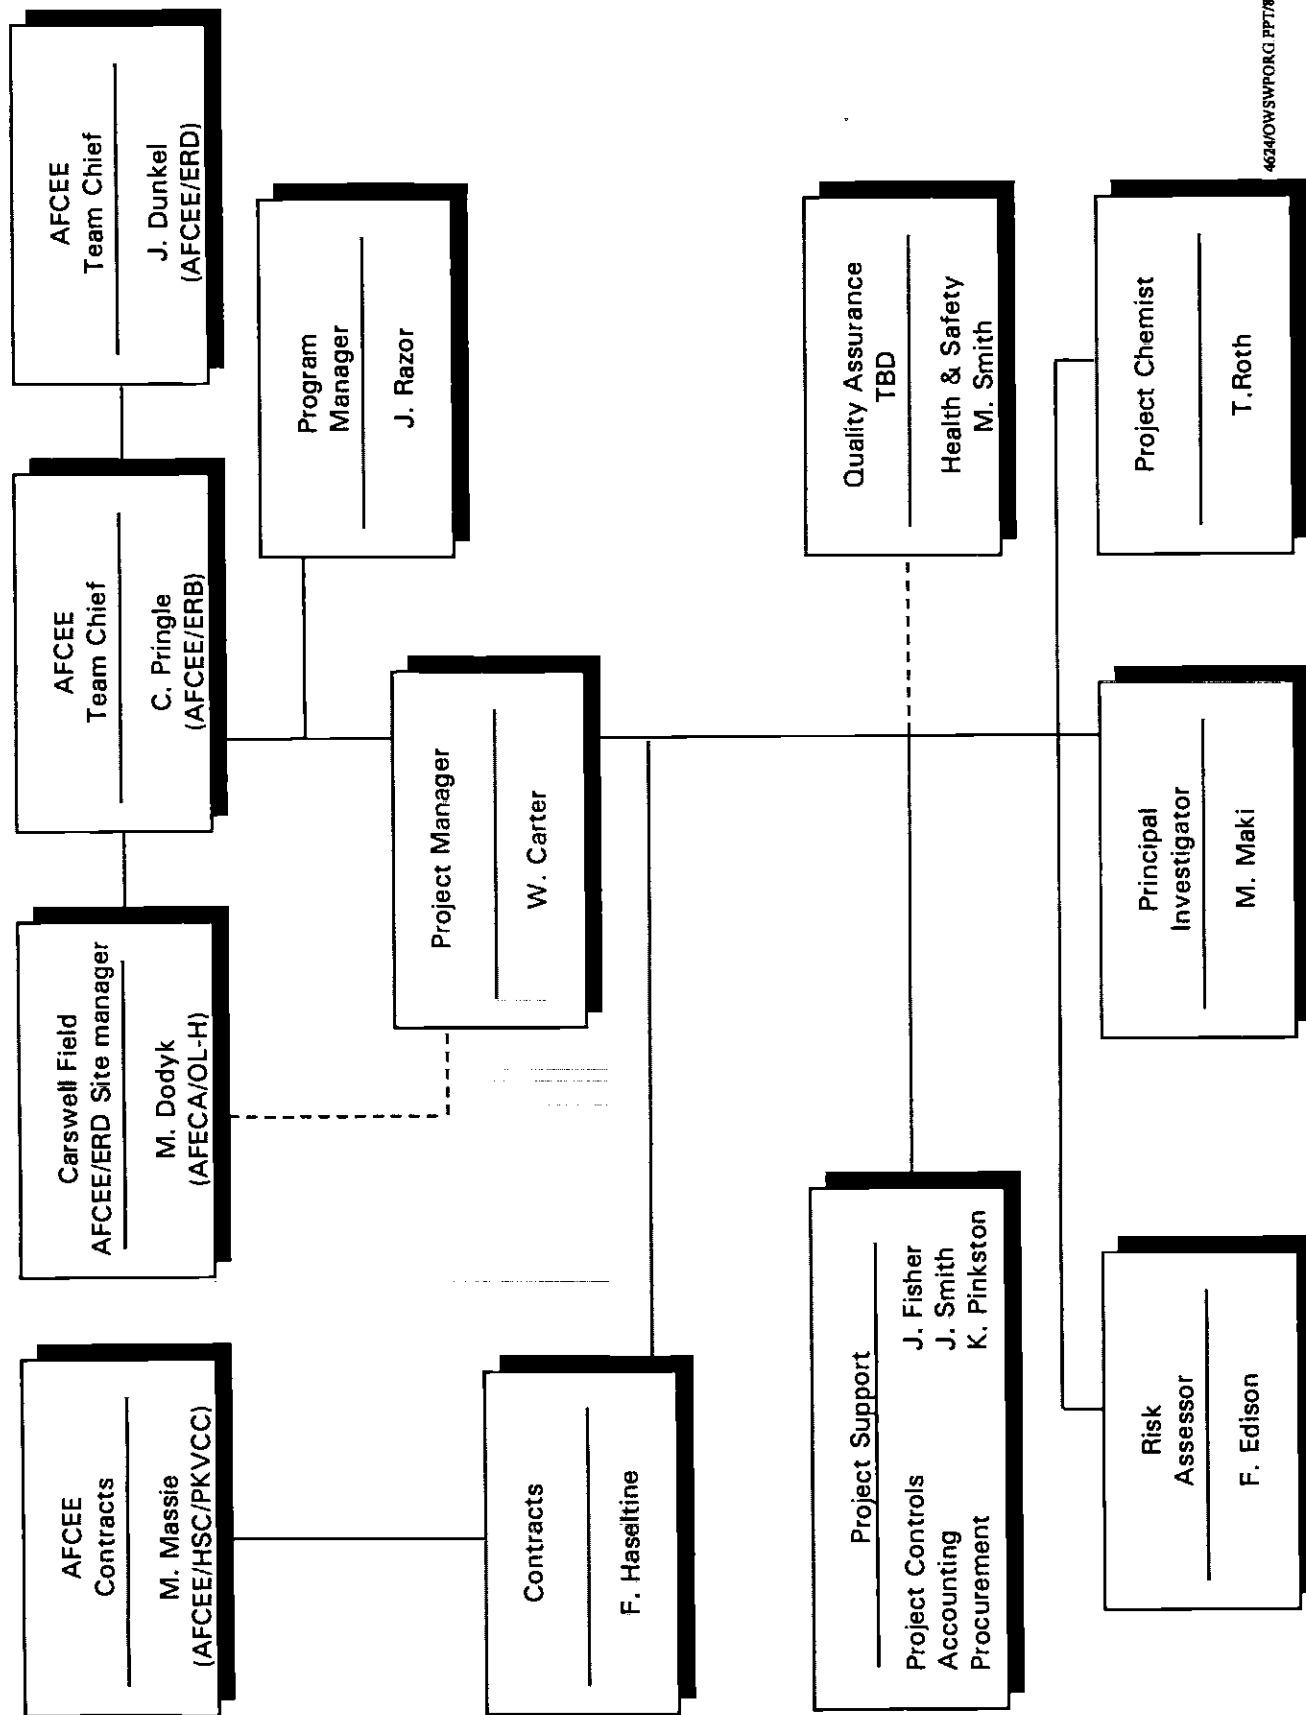 AFCEE
Contracts
M. Massie
(AFCEE/HSC/PKVCC)
Carswell Field
AFCEE/ERD Site manager
M. Dodyk
(AFECA/OL-H)
AFCEE
Team Chief
C. Pringle
(AFCEE/ERB)
AFCEE
Team Chief
J. Dunkel
(AFCEE/ERD)
Program
Manager
J. Razor
Project Manager
W. Carter
Contracts
F. Haseltine
Project Support
Project Controls J. Fisher
Accounting J. Smith
Procurement K. Pinkston
Quality Assurance
TBD
Health & Safety
M. Smith
Risk
Assessor
F. Edison
Principal
Investigator
M. Maki
Project Chemist
T.Roth
4624/OWSWPORG.PPT/8